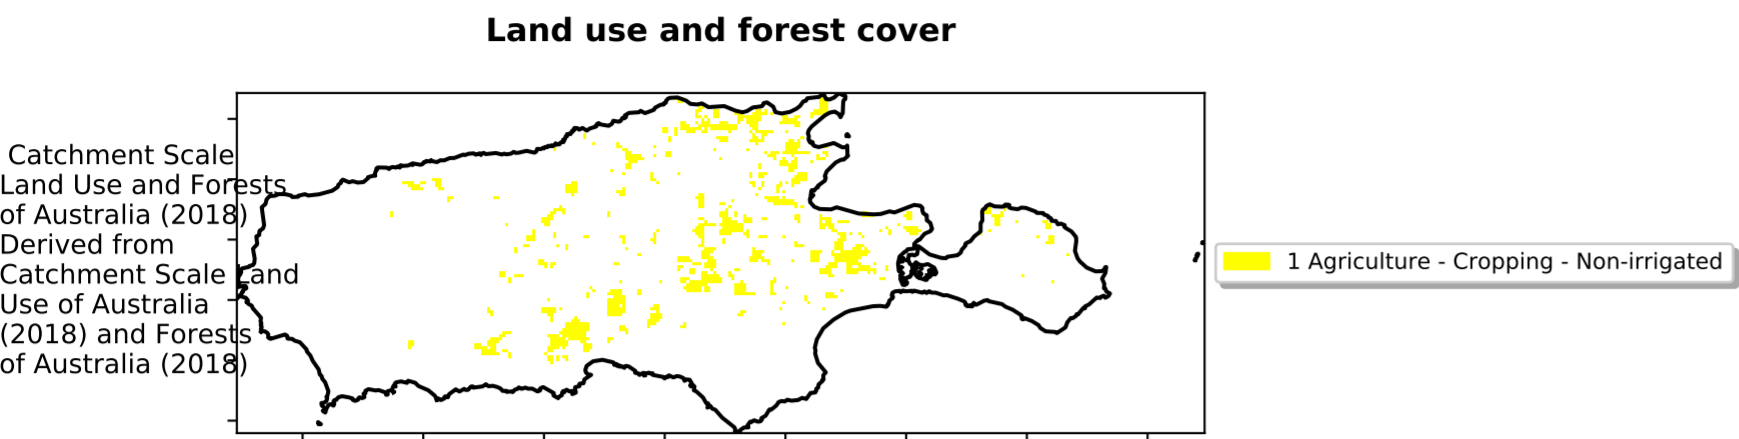 Land use and forest cover
Catchment Scale
Land Use and Forests
of Australia (2018)
Derived from
Catchment Scale Land
Use of Australia
(2018) and Forests
of Australia (2018)
1 Agriculture - Cropping - Non-irrigated